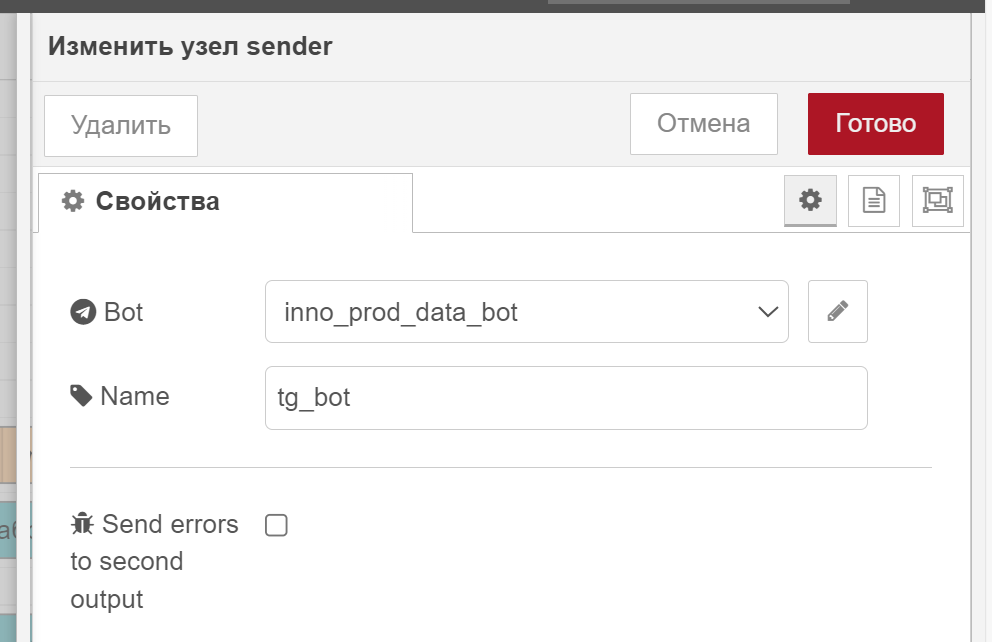 Изменить узел sender
Удалить
Отмена
Готово
Свойства
Bot
inno_prod_data_bot
Name
tg_bot
Send errors
to second
output